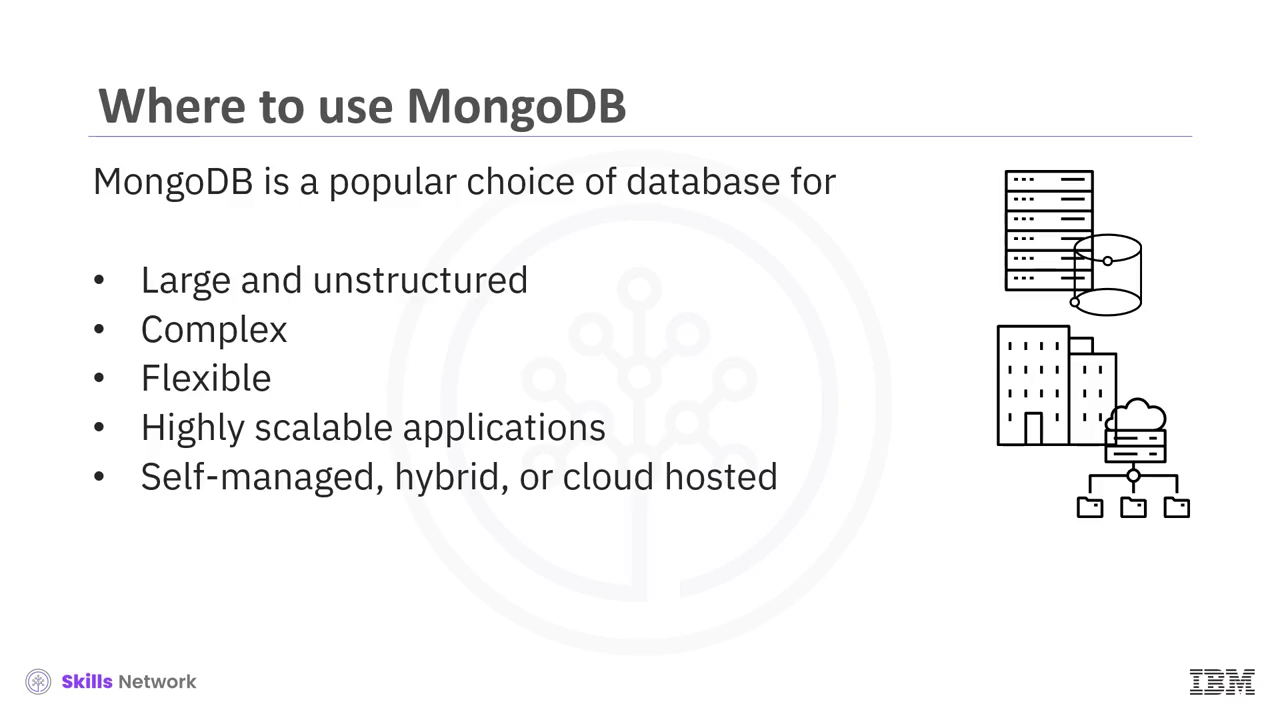 Where to use MongoDB
MongoDB is a popular choice of database for
• Large and unstructured
• Complex
• Flexible
• Highly scalable applications
• Self-managed, hybrid, or cloud hosted
Skills Network
IBM